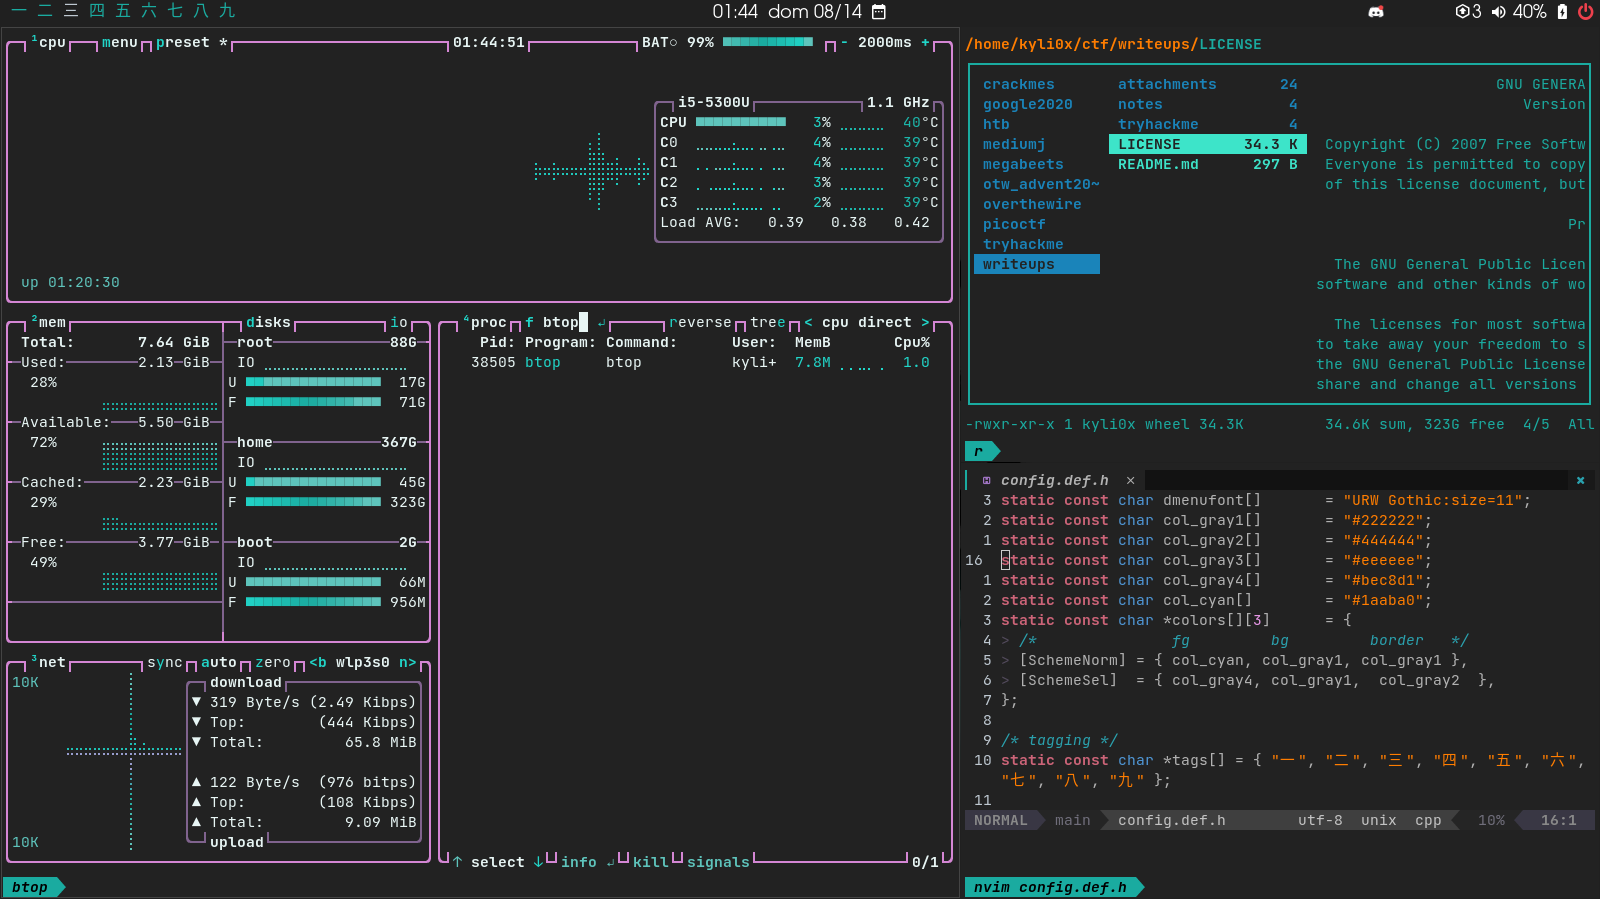 一 二 三 四 五 六 七 八 九
01:44 dom 08/14
3 40%
¹cpu menu preset * 01:44:51 BAT○ 99% - 2000ms +
i5-5300U 1.1 GHz
CPU 3% 40°C
C0 4% 39°C
C1 4% 39°C
C2 3% 39°C
C3 2% 39°C
Load AVG: 0.39 0.38 0.42
up 01:20:30
²mem disks io
Total: 7.64 GiB root 88G
Used: 2.13 GiB IO
28% U 17G
F 71G
Available: 5.50 GiB
72% home 367G
IO
Cached: 2.23 GiB U 45G
29% F 323G
Free: 3.77 GiB boot 2G
49% IO
U 66M
F 956M
³net sync auto zero <b wlp3s0 n>
10K download
▼ 319 Byte/s (2.49 Kibps)
▼ Top: (444 Kibps)
▼ Total: 65.8 MiB
▲ 122 Byte/s (976 bitps)
▲ Top: (108 Kibps)
▲ Total: 9.09 MiB
10K upload
⁴proc f btop ↵ reverse tree < cpu direct >
Pid: Program: Command: User: MemB Cpu%
38505 btop btop kyli+ 7.8M 1.0
↑ select ↓ info ↵ kill signals 0/1
btop
/home/kyli0x/ctf/writeups/LICENSE
crackmes attachments 24 GNU GENERA
google2020 notes 4 Version
htb tryhackme 4
mediumj LICENSE 34.3 K Copyright (C) 2007 Free Softw
megabeets README.md 297 B Everyone is permitted to copy
otw_advent20~ of this license document, but
overthewire
picoctf Pr
tryhackme
writeups The GNU General Public Licen
software and other kinds of wo
The licenses for most softwa
to take away your freedom to s
the GNU General Public License
share and change all versions
-rwxr-xr-x 1 kyli0x wheel 34.3K 34.6K sum, 323G free 4/5 All
r
config.def.h × ×
3 static const char dmenufont[] = "URW Gothic:size=11";
2 static const char col_gray1[] = "#222222";
1 static const char col_gray2[] = "#444444";
16 static const char col_gray3[] = "#eeeeee";
1 static const char col_gray4[] = "#bec8d1";
2 static const char col_cyan[] = "#1aaba0";
3 static const char *colors[][3] = {
4 > /* fg bg border */
5 > [SchemeNorm] = { col_cyan, col_gray1, col_gray1 },
6 > [SchemeSel] = { col_gray4, col_gray1, col_gray2 },
7 };
8
9 /* tagging */
10 static const char *tags[] = { "一", "二", "三", "四", "五", "六",
"七", "八", "九" };
11
NORMAL main config.def.h utf-8 unix cpp 10% 16:1
nvim config.def.h